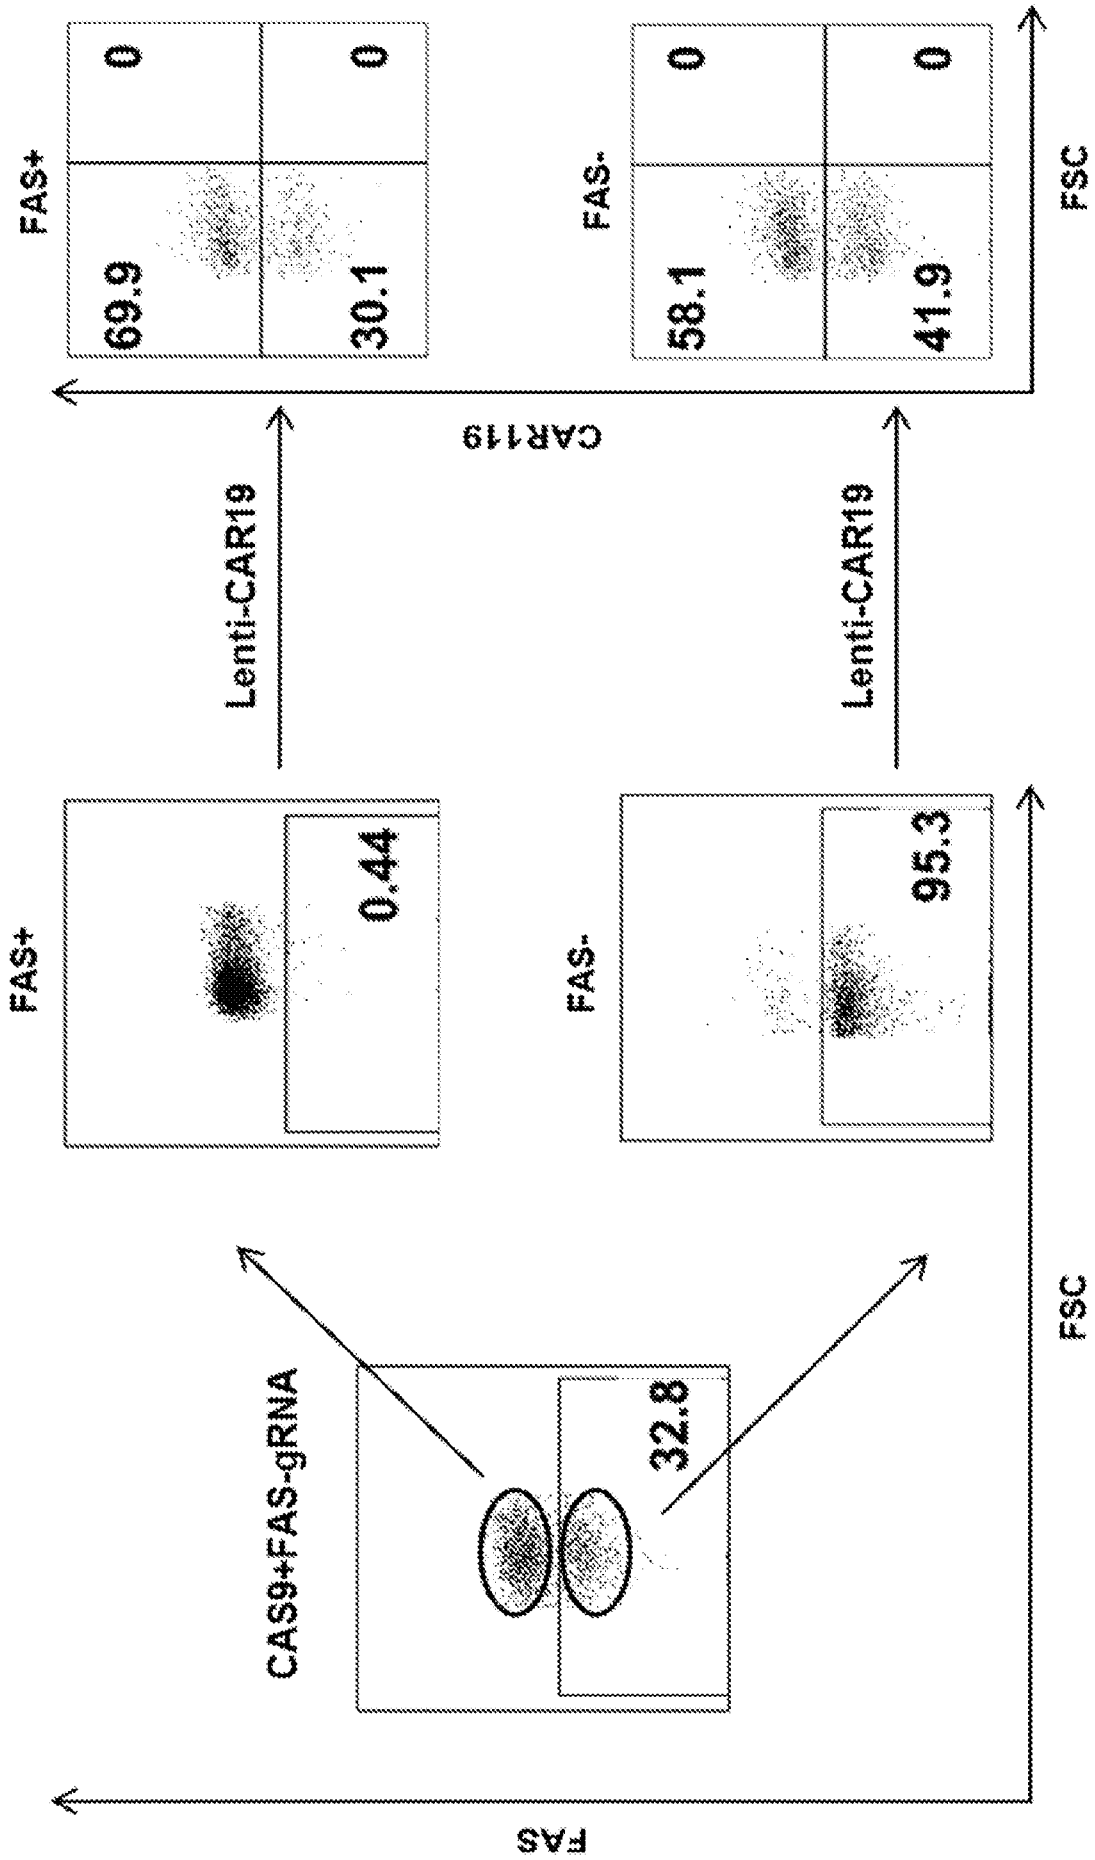 CAS9+FAS-gRNA
32.8
FAS
FSC
FAS+
0.44
FAS-
95.3
Lenti-CAR19
Lenti-CAR19
CAR119
FAS+
69.9
0
30.1
0
FAS-
58.1
0
41.9
0
FSC